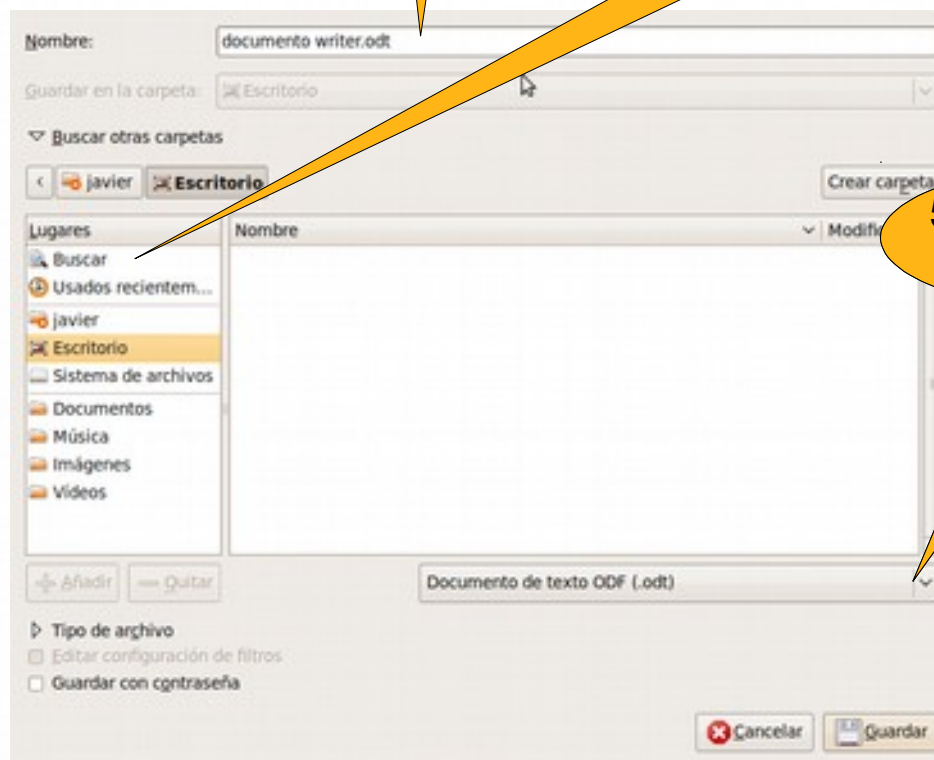 Nombre: documento writer.odt
Guardar en la carpeta: Escritorio
Buscar otras carpetas
javier Escritorio Crear carpeta
Lugares Nombre Modifi
Buscar
Usados recientem...
javier
Escritorio
Sistema de archivos
Documentos
Música
Imágenes
Vídeos
Añadir Quitar Documento de texto ODF (.odt)
Tipo de archivo
Editar configuración de filtros
Guardar con contraseña
Cancelar Guardar